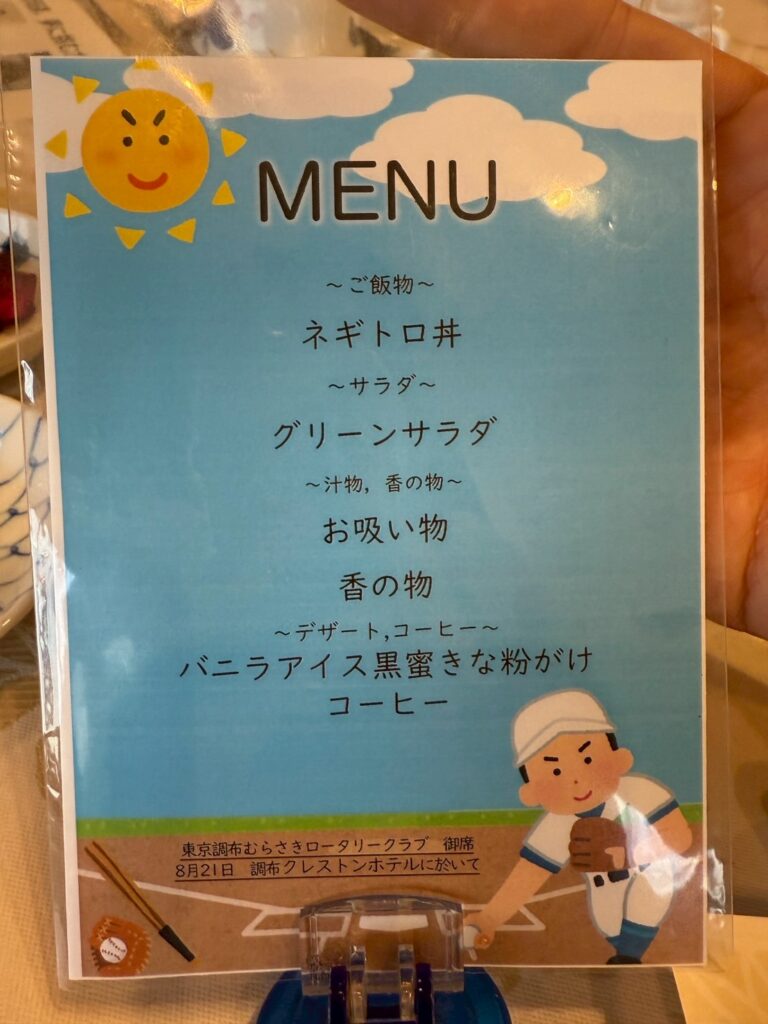 MENU
～ご飯物～
ネギトロ丼
～サラダ～
グリーンサラダ
～汁物，香の物～
お吸い物
香の物
～デザート,コーヒー～
バニラアイス黒蜜きな粉がけ
コーヒー
東京調布むらさきロータリークラブ　御席
8月21日　調布クレストンホテルに於いて